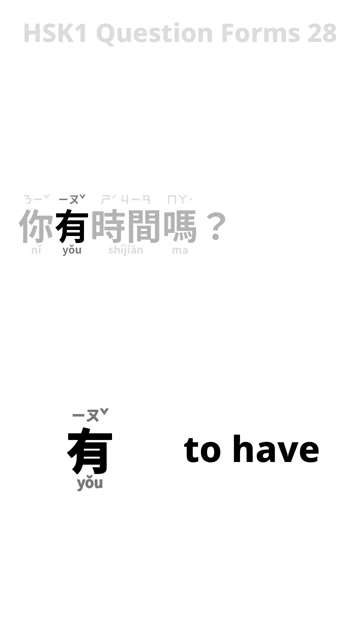 HSK1 Question Forms 28
ㄋㄧˇ ㄧㄡˇ ㄕˊ ㄐㄧㄢ ㄇㄚ˙
你有時間嗎？
nǐ yǒu shíjiān ma
ㄧㄡˇ
有 to have
yǒu